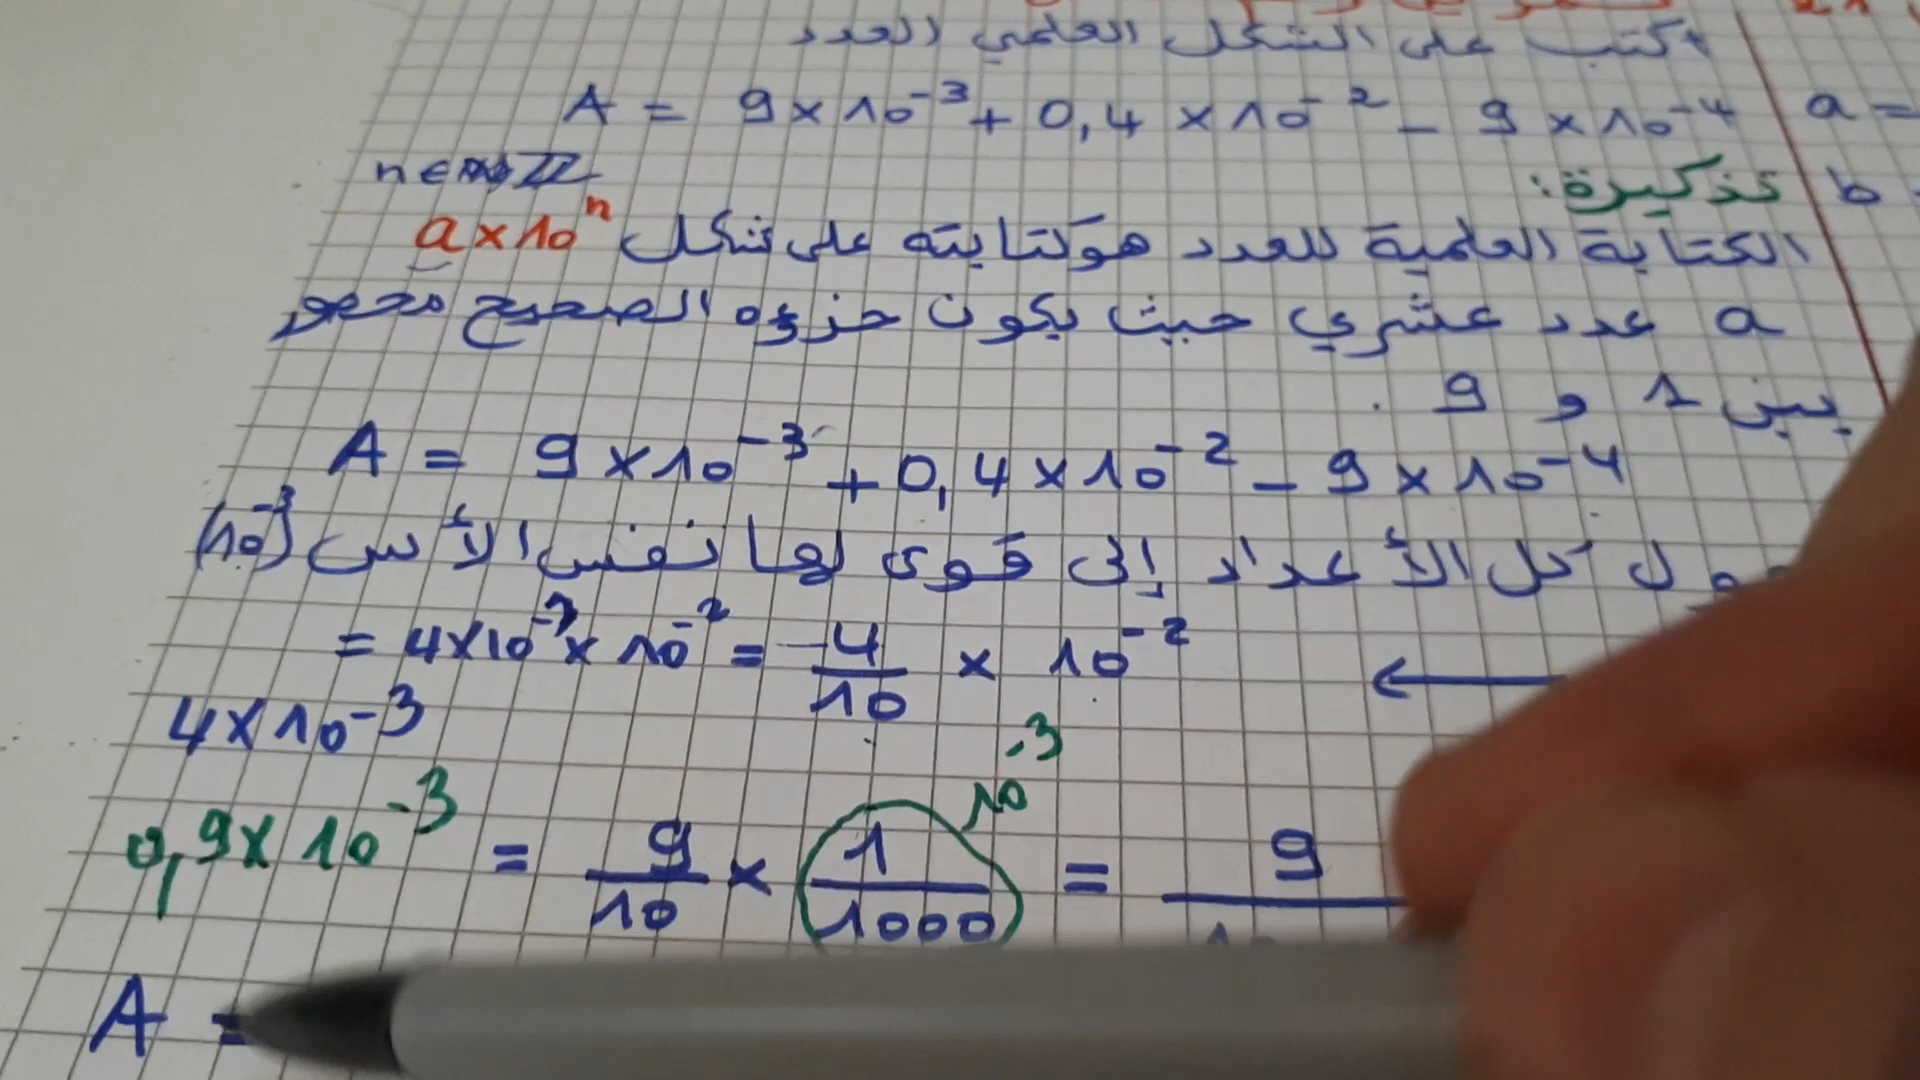 اكتب على الشكل العلمي العدد
A = 9 × 10⁻³ + 0,4 × 10⁻² - 9 × 10⁻⁴
a =
n ∈ ℤ
تذكيرة:
b
الكتابة العلمية للعدد هو كتابته على شكل a × 10ⁿ
a عدد عشري حيث يكون جزؤه الصحيح محصور
بين 1 و 9 .
A = 9 × 10⁻³ + 0,4 × 10⁻² - 9 × 10⁻⁴
كل الأعداد إلى قوى لها نفس الأس (10⁻³)
= 4 × 10⁻¹ × 10⁻² = 4/10 × 10⁻² ←
4 × 10⁻³
10⁻³
0,9 × 10⁻³ = 9/10 × 1/1000 = 9
A =